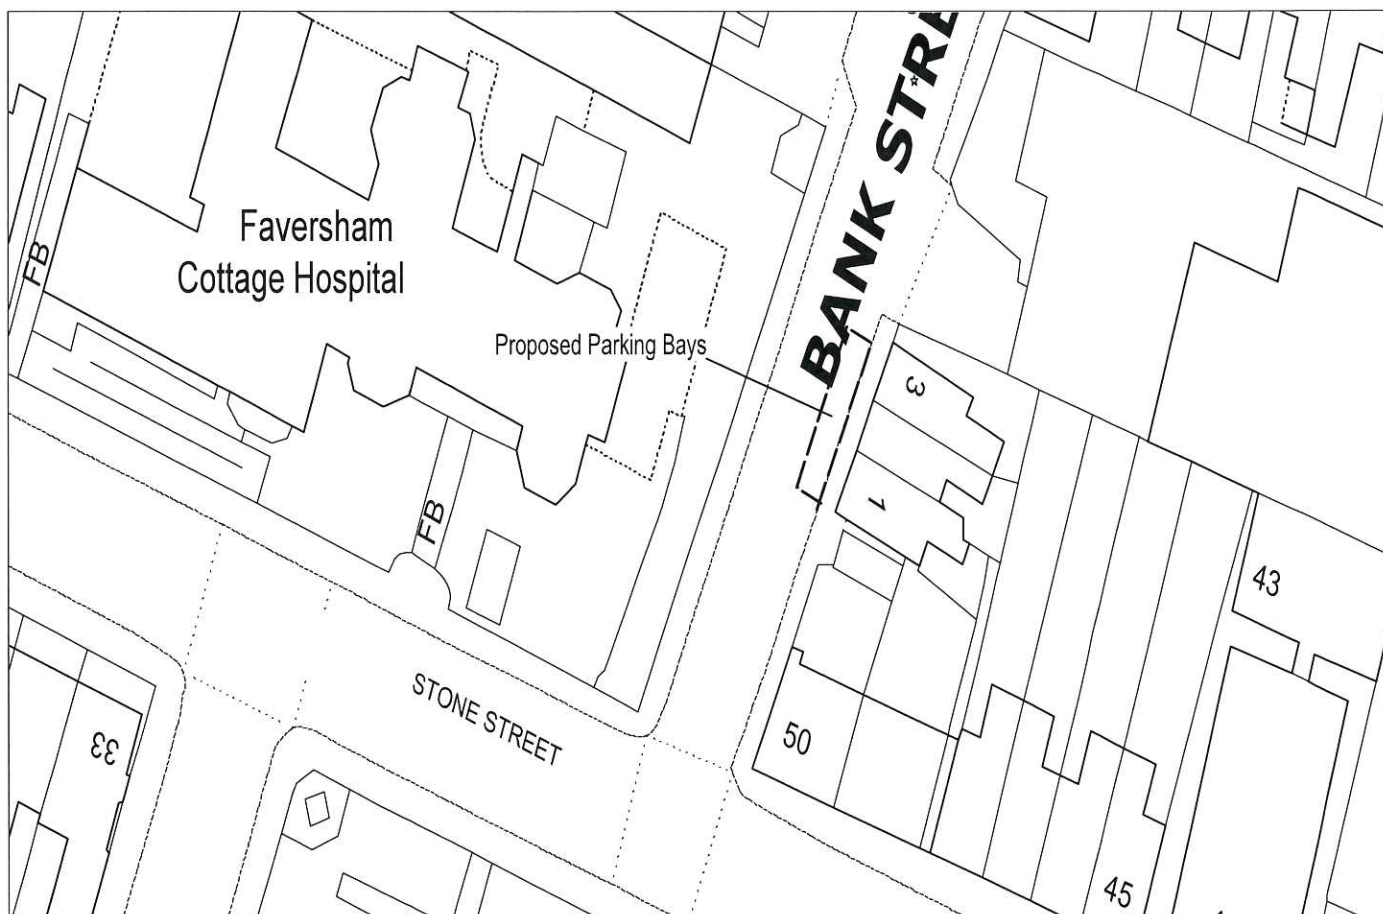 BANK STRE
Faversham
Cottage Hospital
FB
Proposed Parking Bays
3
1
FB
43
STONE STREET
33
50
45